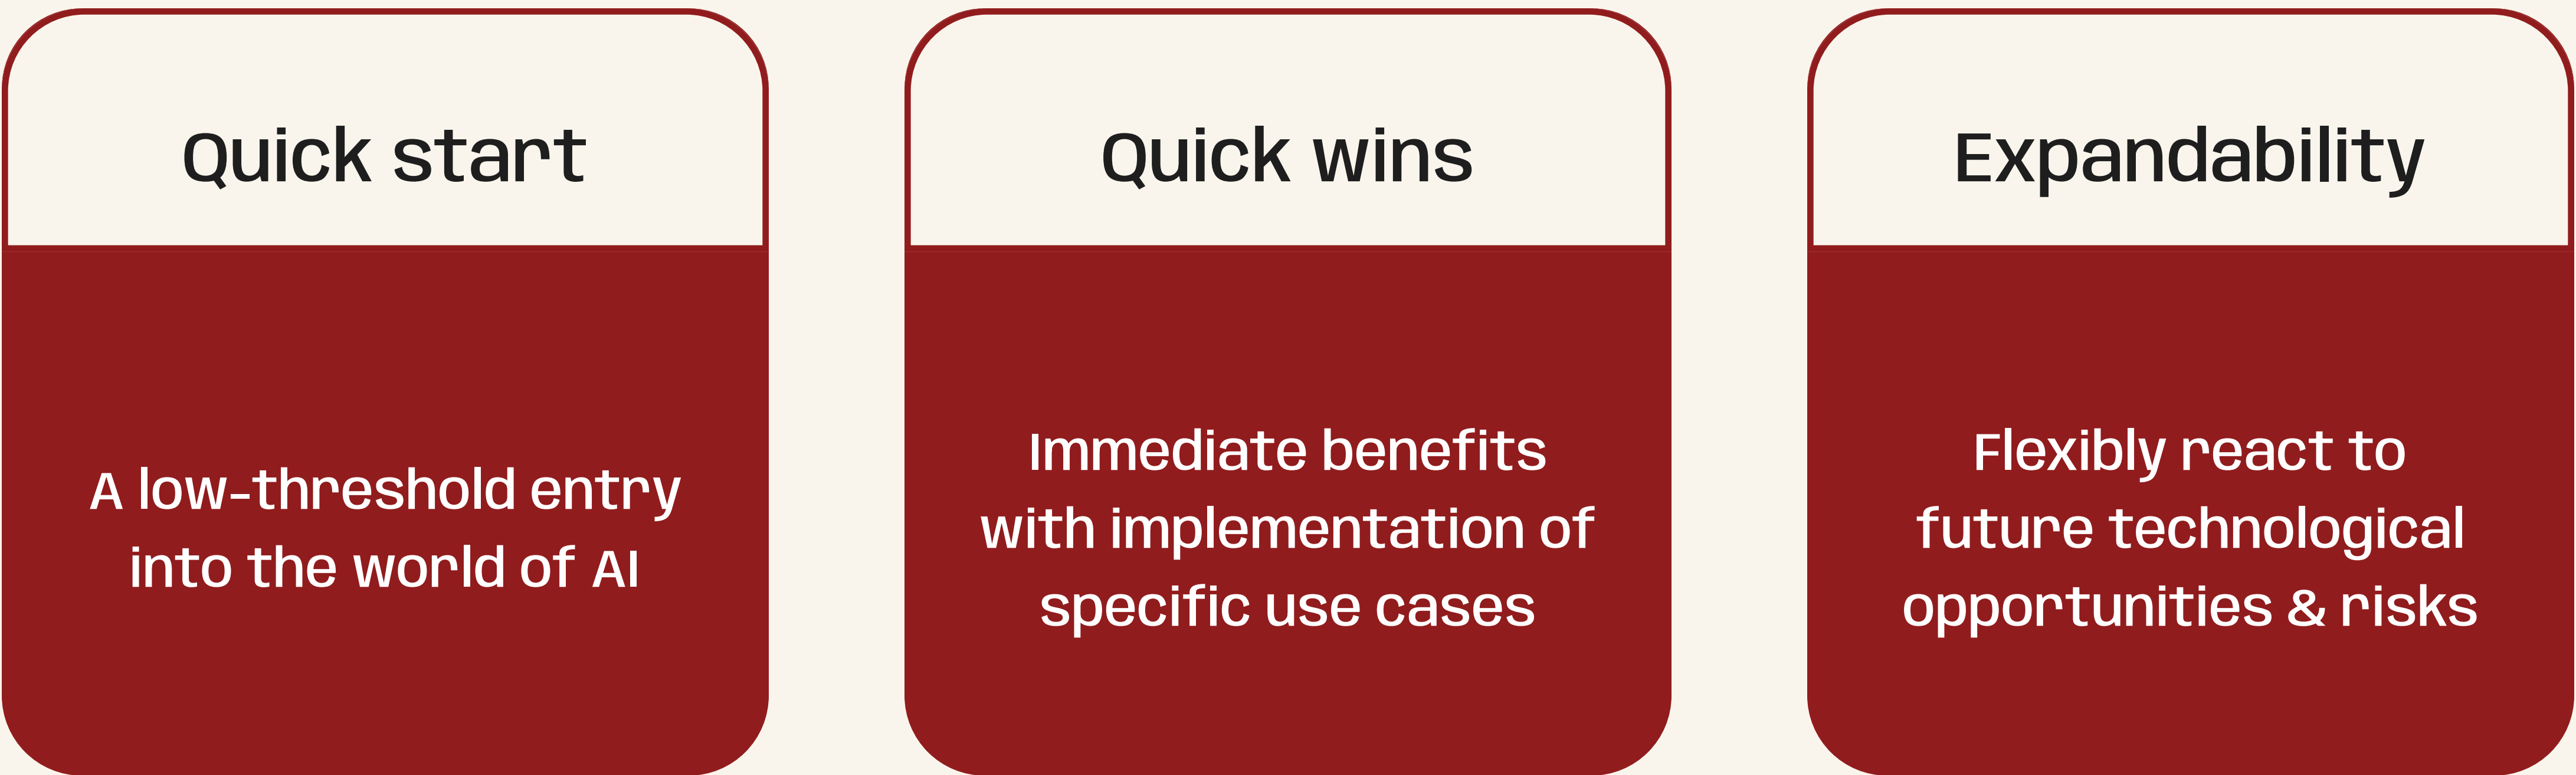 Quick start
A low-threshold entry
into the world of AI
Quick wins
Immediate benefits
with implementation of
specific use cases
Expandability
Flexibly react to
future technological
opportunities & risks